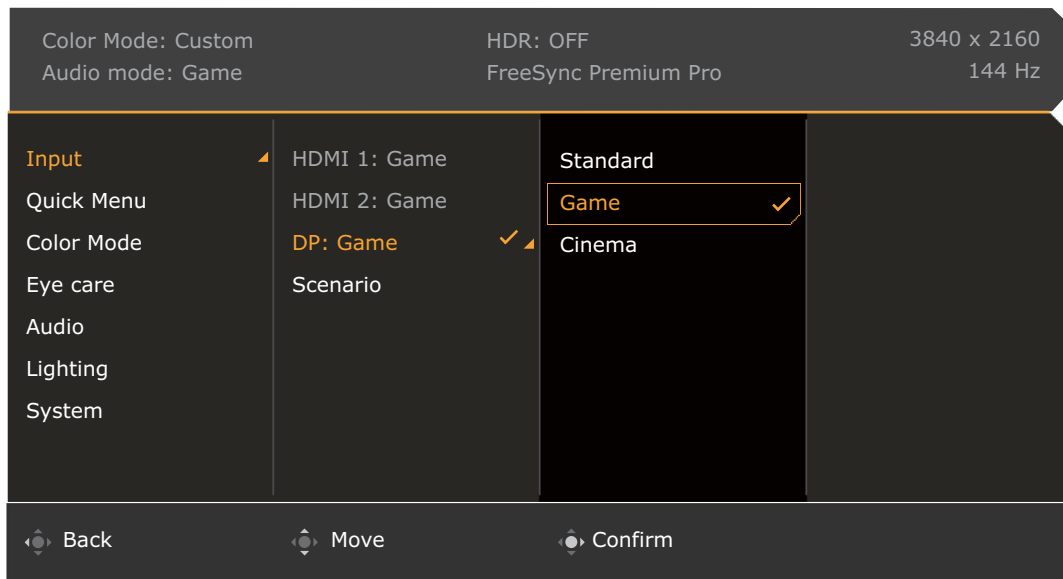 Color Mode: Custom
HDR: OFF
3840 x 2160
Audio mode: Game
FreeSync Premium Pro
144 Hz
Input
Quick Menu
Color Mode
Eye care
Audio
Lighting
System
HDMI 1: Game
HDMI 2: Game
DP: Game
Scenario
Standard
Game
Cinema
Back
Move
Confirm